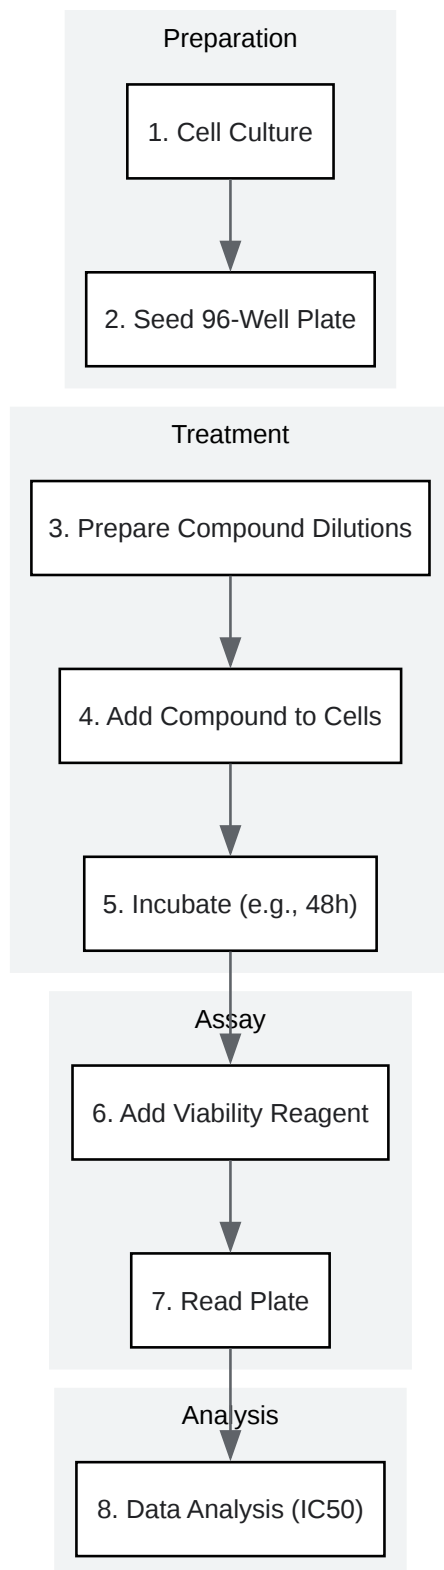 Preparation
1. Cell Culture
2. Seed 96-Well Plate
Treatment
3. Prepare Compound Dilutions
4. Add Compound to Cells
5. Incubate (e.g., 48h)
Assay
6. Add Viability Reagent
7. Read Plate
Analysis
8. Data Analysis (IC50)